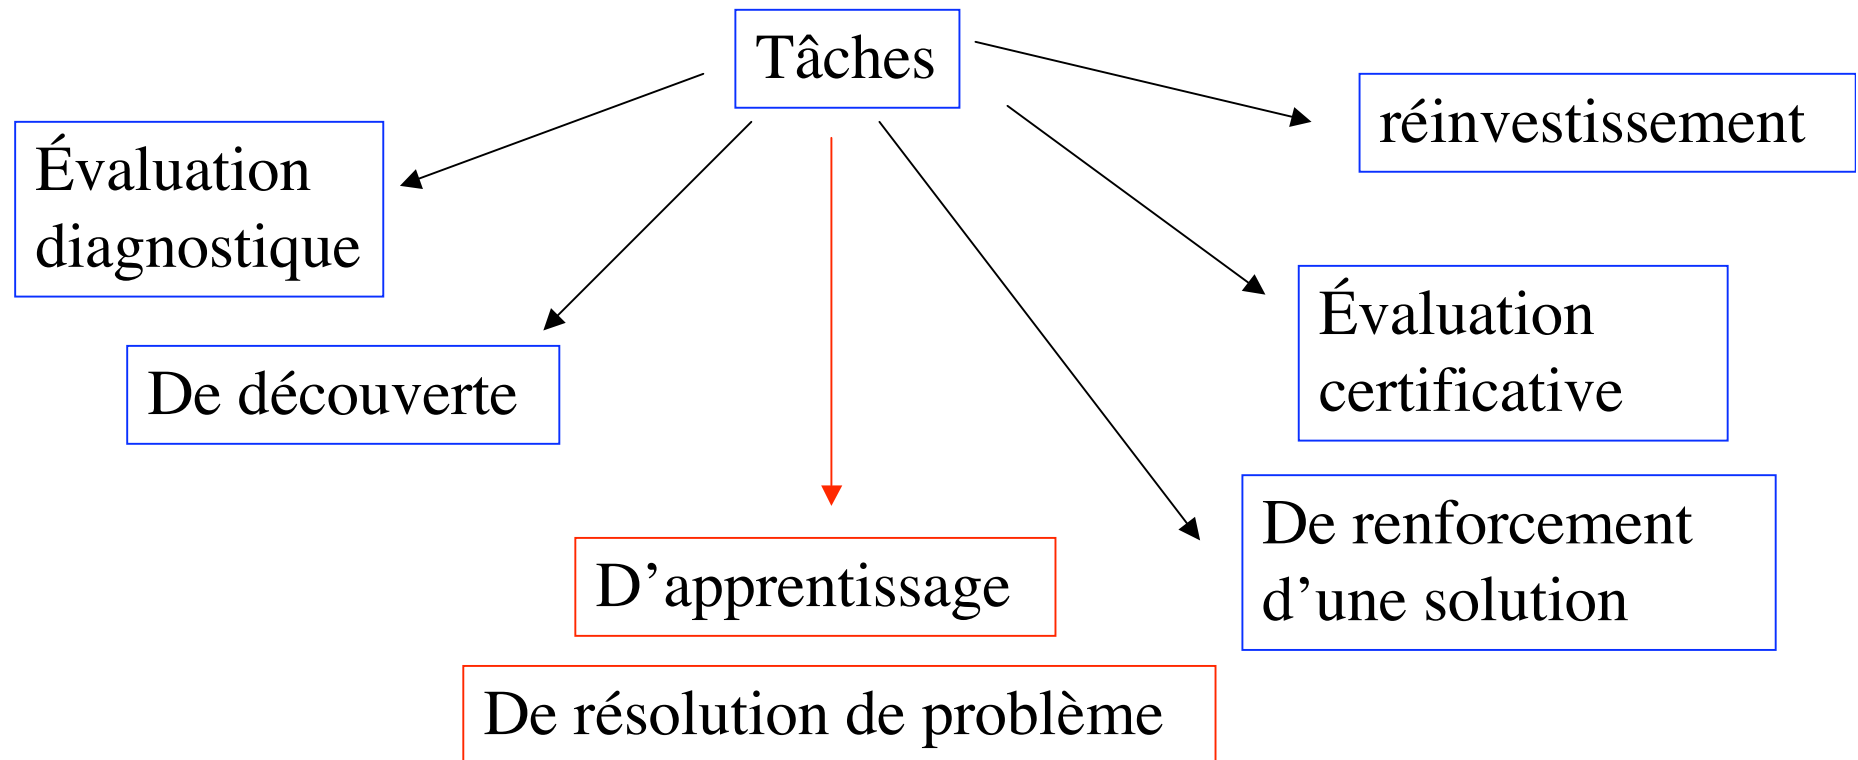 Tâches
réinvestissement
Évaluation
diagnostique
Évaluation
certificative
De découverte
De renforcement
d’une solution
D’apprentissage
De résolution de problème